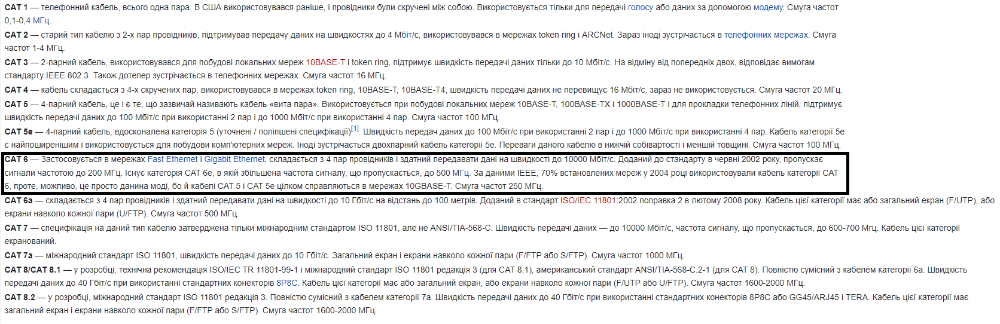 CAT 1 — телефонний кабель, всього одна пара. В США використовувався раніше, і провідники були скручені між собою. Використовується тільки для передачі голосу або даних за допомогою модему. Смуга частот
0,1-0,4 МГц.
CAT 2 — старий тип кабелю з 2-х пар провідників, підтримував передачу даних на швидкостях до 4 Мбіт/с, використовувався в мережах token ring і ARCNet. Зараз іноді зустрічається в телефонних мережах. Смуга
частот 1-4 МГц.
CAT 3 — 2-парний кабель, використовувався для побудові локальних мереж 10BASE-T і token ring, підтримує швидкість передачі даних тільки до 10 Мбіт/с. На відміну від попередніх двох, відповідає вимогам
стандарту IEEE 802.3. Також дотепер зустрічається в телефонних мережах. Смуга частот 16 МГц.
CAT 4 — кабель складається з 4-х скручених пар, використовувався в мережах token ring, 10BASE-T, 10BASE-T4, швидкість передачі даних не перевищує 16 Мбіт/с, зараз не використовується. Смуга частот 20 МГц.
CAT 5 — 4-парний кабель, це і є те, що зазвичай називають кабель «вита пара». Використовується при побудові локальних мереж 10BASE-T, 100BASE-TX і 1000BASE-T і для прокладки телефонних ліній, підтримує
швидкість передачі даних до 100 Мбіт/с при використанні 2 пар і до 1000 Мбіт/с при використанні 4 пар. Смуга частот 100 МГц.
CAT 5e — 4-парний кабель, вдосконалена категорія 5 (уточнені / поліпшені специфікації)[1]. Швидкість передач даних до 100 Мбіт/с при використанні 2 пар і до 1000 Мбіт/с при використанні 4 пар. Кабель категорії 5e
є найпоширенішим і використовується для побудови комп'ютерних мереж. Іноді зустрічається двохпарний кабель категорії 5e. Переваги даного кабелю в нижчій собівартості і меншій товщині. Смуга частот 100 МГц.
CAT 6 — Застосовується в мережах Fast Ethernet і Gigabit Ethernet, складається з 4 пар провідників і здатний передавати дані на швидкості до 10000 Мбіт/с. Доданий до стандарту в червні 2002 року, пропускає
сигнали частотою до 200 МГц. Існує категорія CAT 6e, в якій збільшена частота сигналу, що пропускається, до 500 МГц. За даними IEEE, 70% встановлених мереж у 2004 році використовували кабель категорії CAT
6, проте, можливо, це просто данина моді, бо й кабелі CAT 5 і CAT 5e цілком справляються в мережах 10GBASE-T. Смуга частот 250 МГц.
CAT 6a — складається з 4 пар провідників і здатний передавати дані на швидкості до 10 Гбіт/с на відстань до 100 метрів. Доданий в стандарт ISO/IEC 11801:2002 поправка 2 в лютому 2008 року. Кабель цієї категорії має або загальний екран (F/UTP), або
екрани навколо кожної пари (U/FTP). Смуга частот 500 МГц.
CAT 7 — специфікація на даний тип кабелю затверджена тільки міжнародним стандартом ISO 11801, але не ANSI/TIA-568-C. Швидкість передачі даних — до 10000 Мбіт/с, частота сигналу, що пропускається, до 600-700 Мгц. Кабель цієї категорії
екранований.
CAT 7a — міжнародний стандарт ISO 11801, швидкість передачі даних до 10 Гбіт/с. Загальний екран і екрани навколо кожної пари (F/FTP або S/FTP). Смуга частот 1000 МГц.
CAT 8/CAT 8.1 — у розробці, технічна рекомендація ISO/IEC TR 11801-99-1 і міжнародний стандарт ISO 11801 редакція 3 (для CAT 8.1), американський стандарт ANSI/TIA-568-C.2-1 (для CAT 8). Повністю сумісний з кабелем категорії 6a. Швидкість
передачі даних до 40 Гбіт/с при використанні стандартних конекторів 8P8C. Кабель цієї категорії має або загальний екран, або екрани навколо кожної пари (F/UTP або U/FTP). Смуга частот 1600-2000 МГц.
CAT 8.2 — у розробці, міжнародний стандарт ISO 11801 редакція 3. Повністю сумісний з кабелем категорії 7a. Швидкість передачі даних до 40 Гбіт/с при використанні стандартних конекторів 8P8C або GG45/ARJ45 і TERA. Кабель цієї категорії має
загальний екран і екрани навколо кожної пари (F/FTP або S/FTP). Смуга частот 1600-2000 МГц.